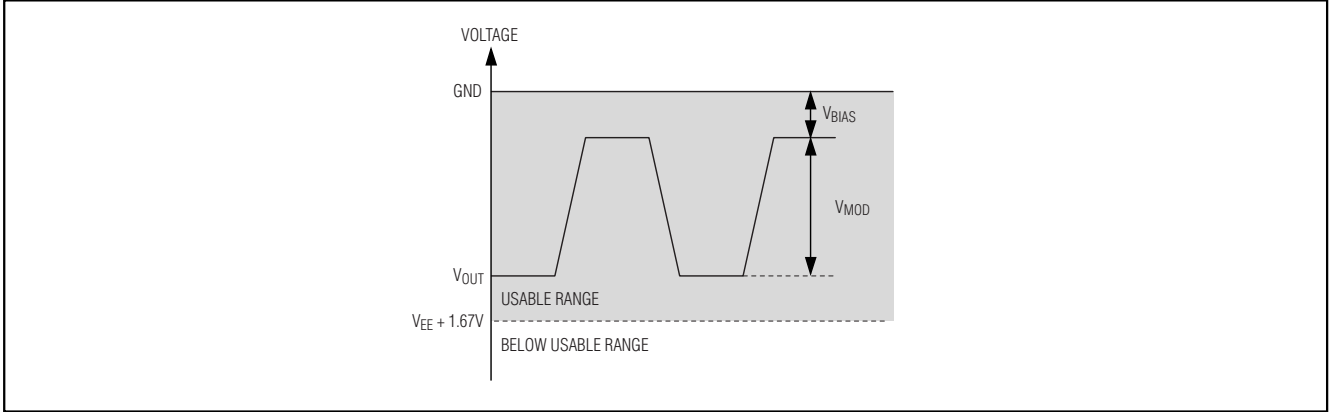 VOLTAGE
GND
VBIAS
VMOD
VOUT
USABLE RANGE
VEE + 1.67V
BELOW USABLE RANGE